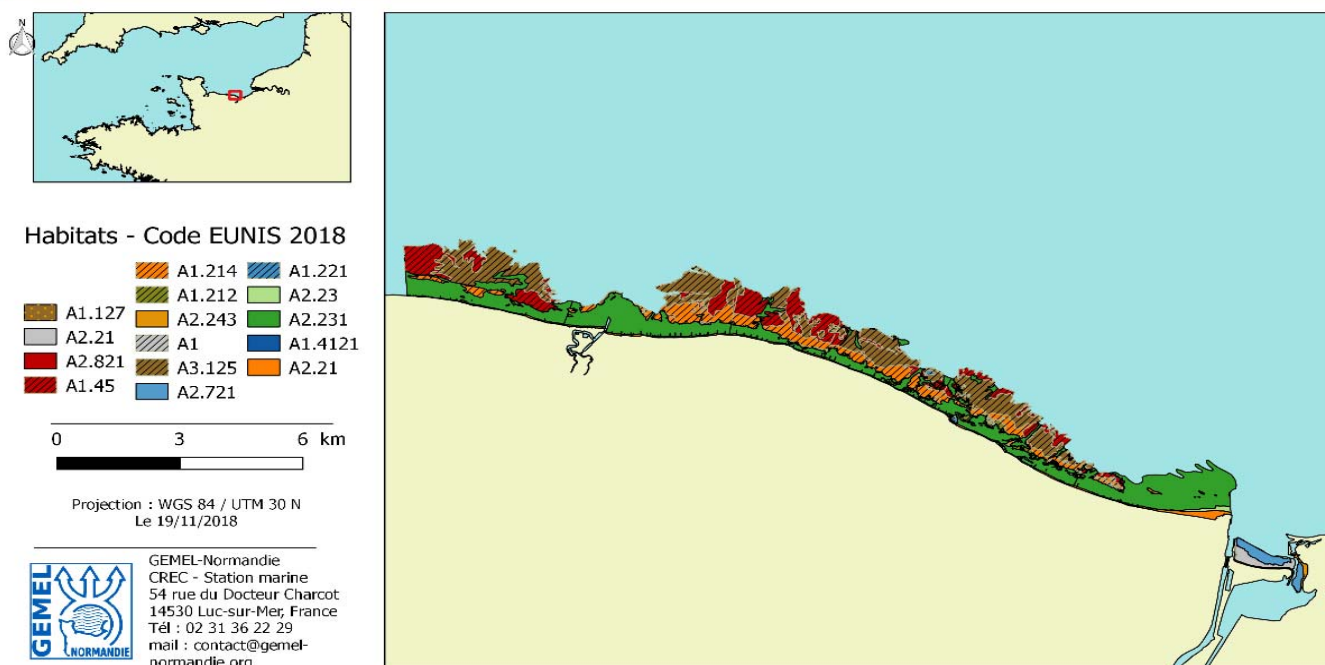 N
Habitats - Code EUNIS 2018
A1.127
A2.21
A2.821
A1.45
A1.214
A1.212
A2.243
A1
A3.125
A2.721
A1.221
A2.23
A2.231
A1.4121
A2.21
0 3 6 km
Projection : WGS 84 / UTM 30 N
Le 19/11/2018
GEMEL
NORMANDIE
GEMEL-Normandie
CREC - Station marine
54 rue du Docteur Charcot
14530 Luc-sur-Mer, France
Tél : 02 31 36 22 29
mail : contact@gemel-
normandie.org